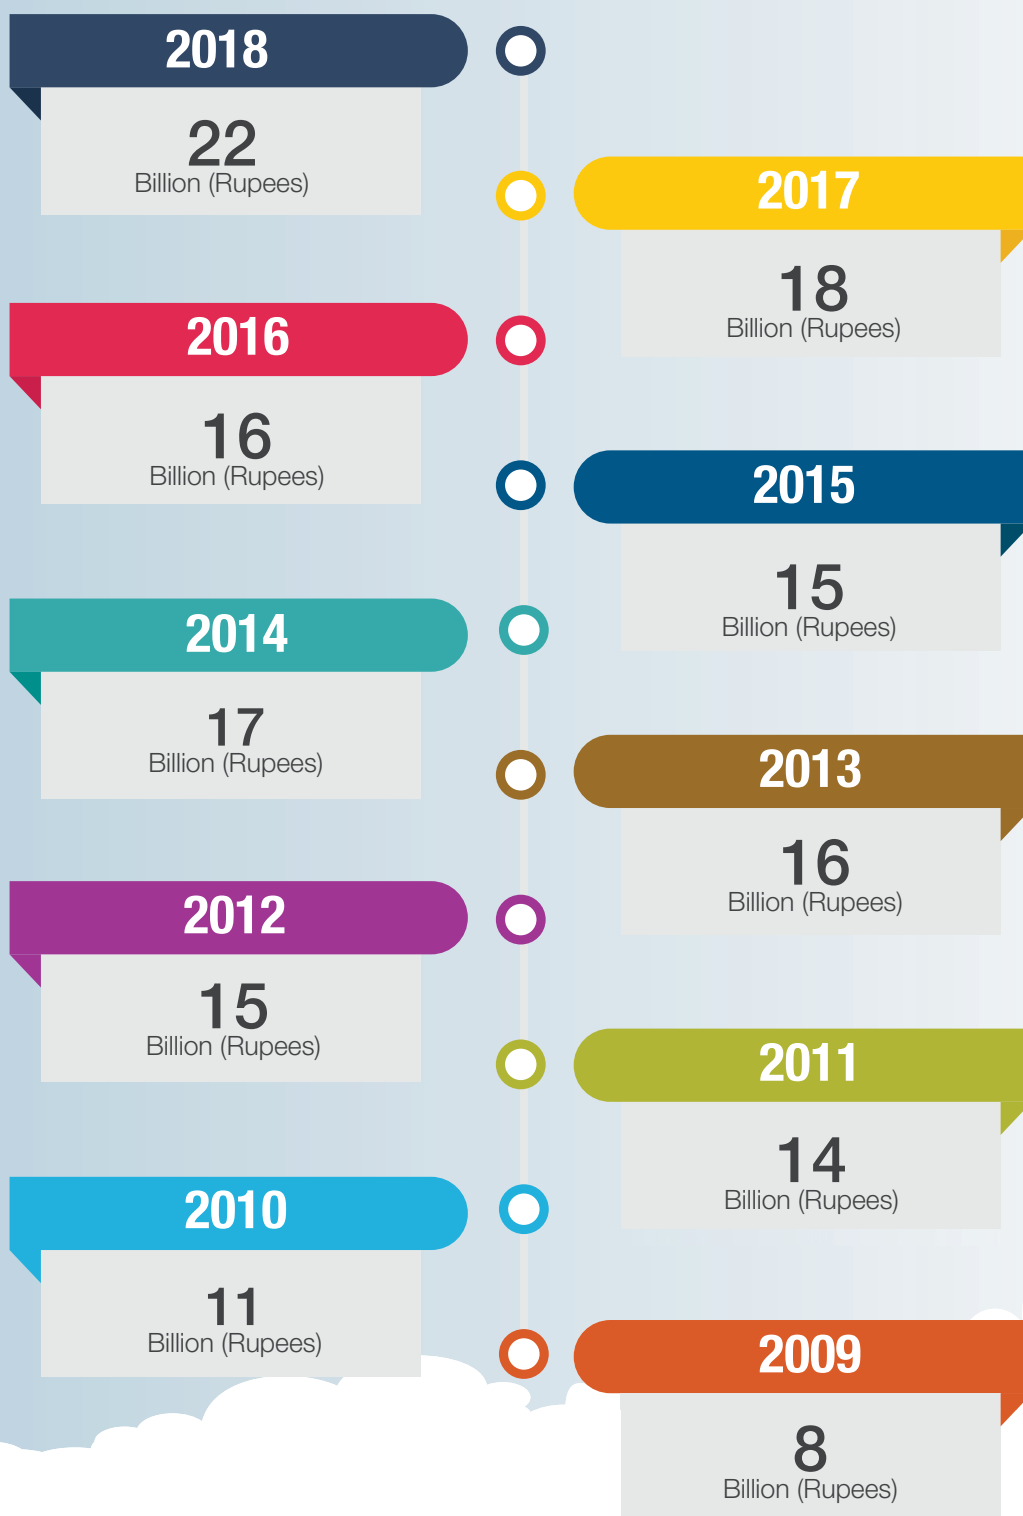 2018
22
Billion (Rupees)
2017
18
Billion (Rupees)
2016
16
Billion (Rupees)
2015
15
Billion (Rupees)
2014
17
Billion (Rupees)
2013
16
Billion (Rupees)
2012
15
Billion (Rupees)
2011
14
Billion (Rupees)
2010
11
Billion (Rupees)
2009
8
Billion (Rupees)